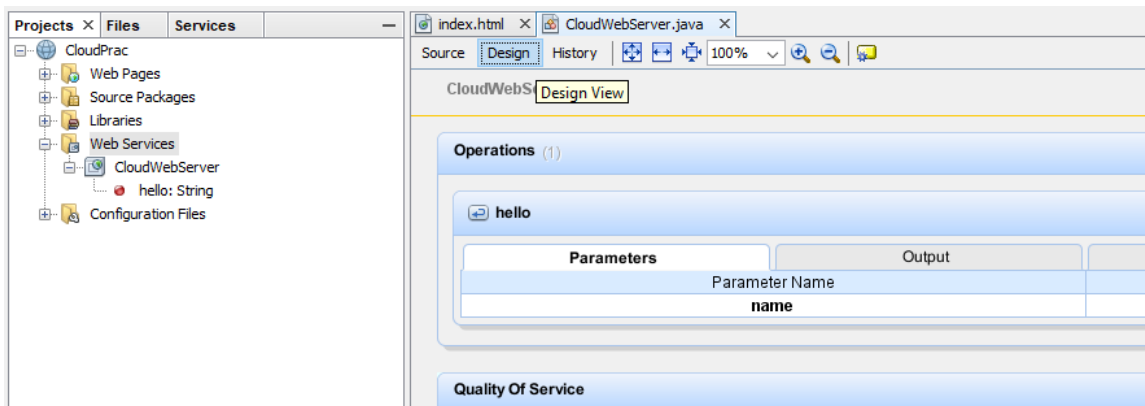 Projects Files Services
CloudPrac
Web Pages
Source Packages
Libraries
Web Services
CloudWebServer
hello: String
Configuration Files
index.html CloudWebServer.java
Source Design History 100%
Design View
Operations (1)
hello
Parameters Output
Parameter Name
name
Quality Of Service